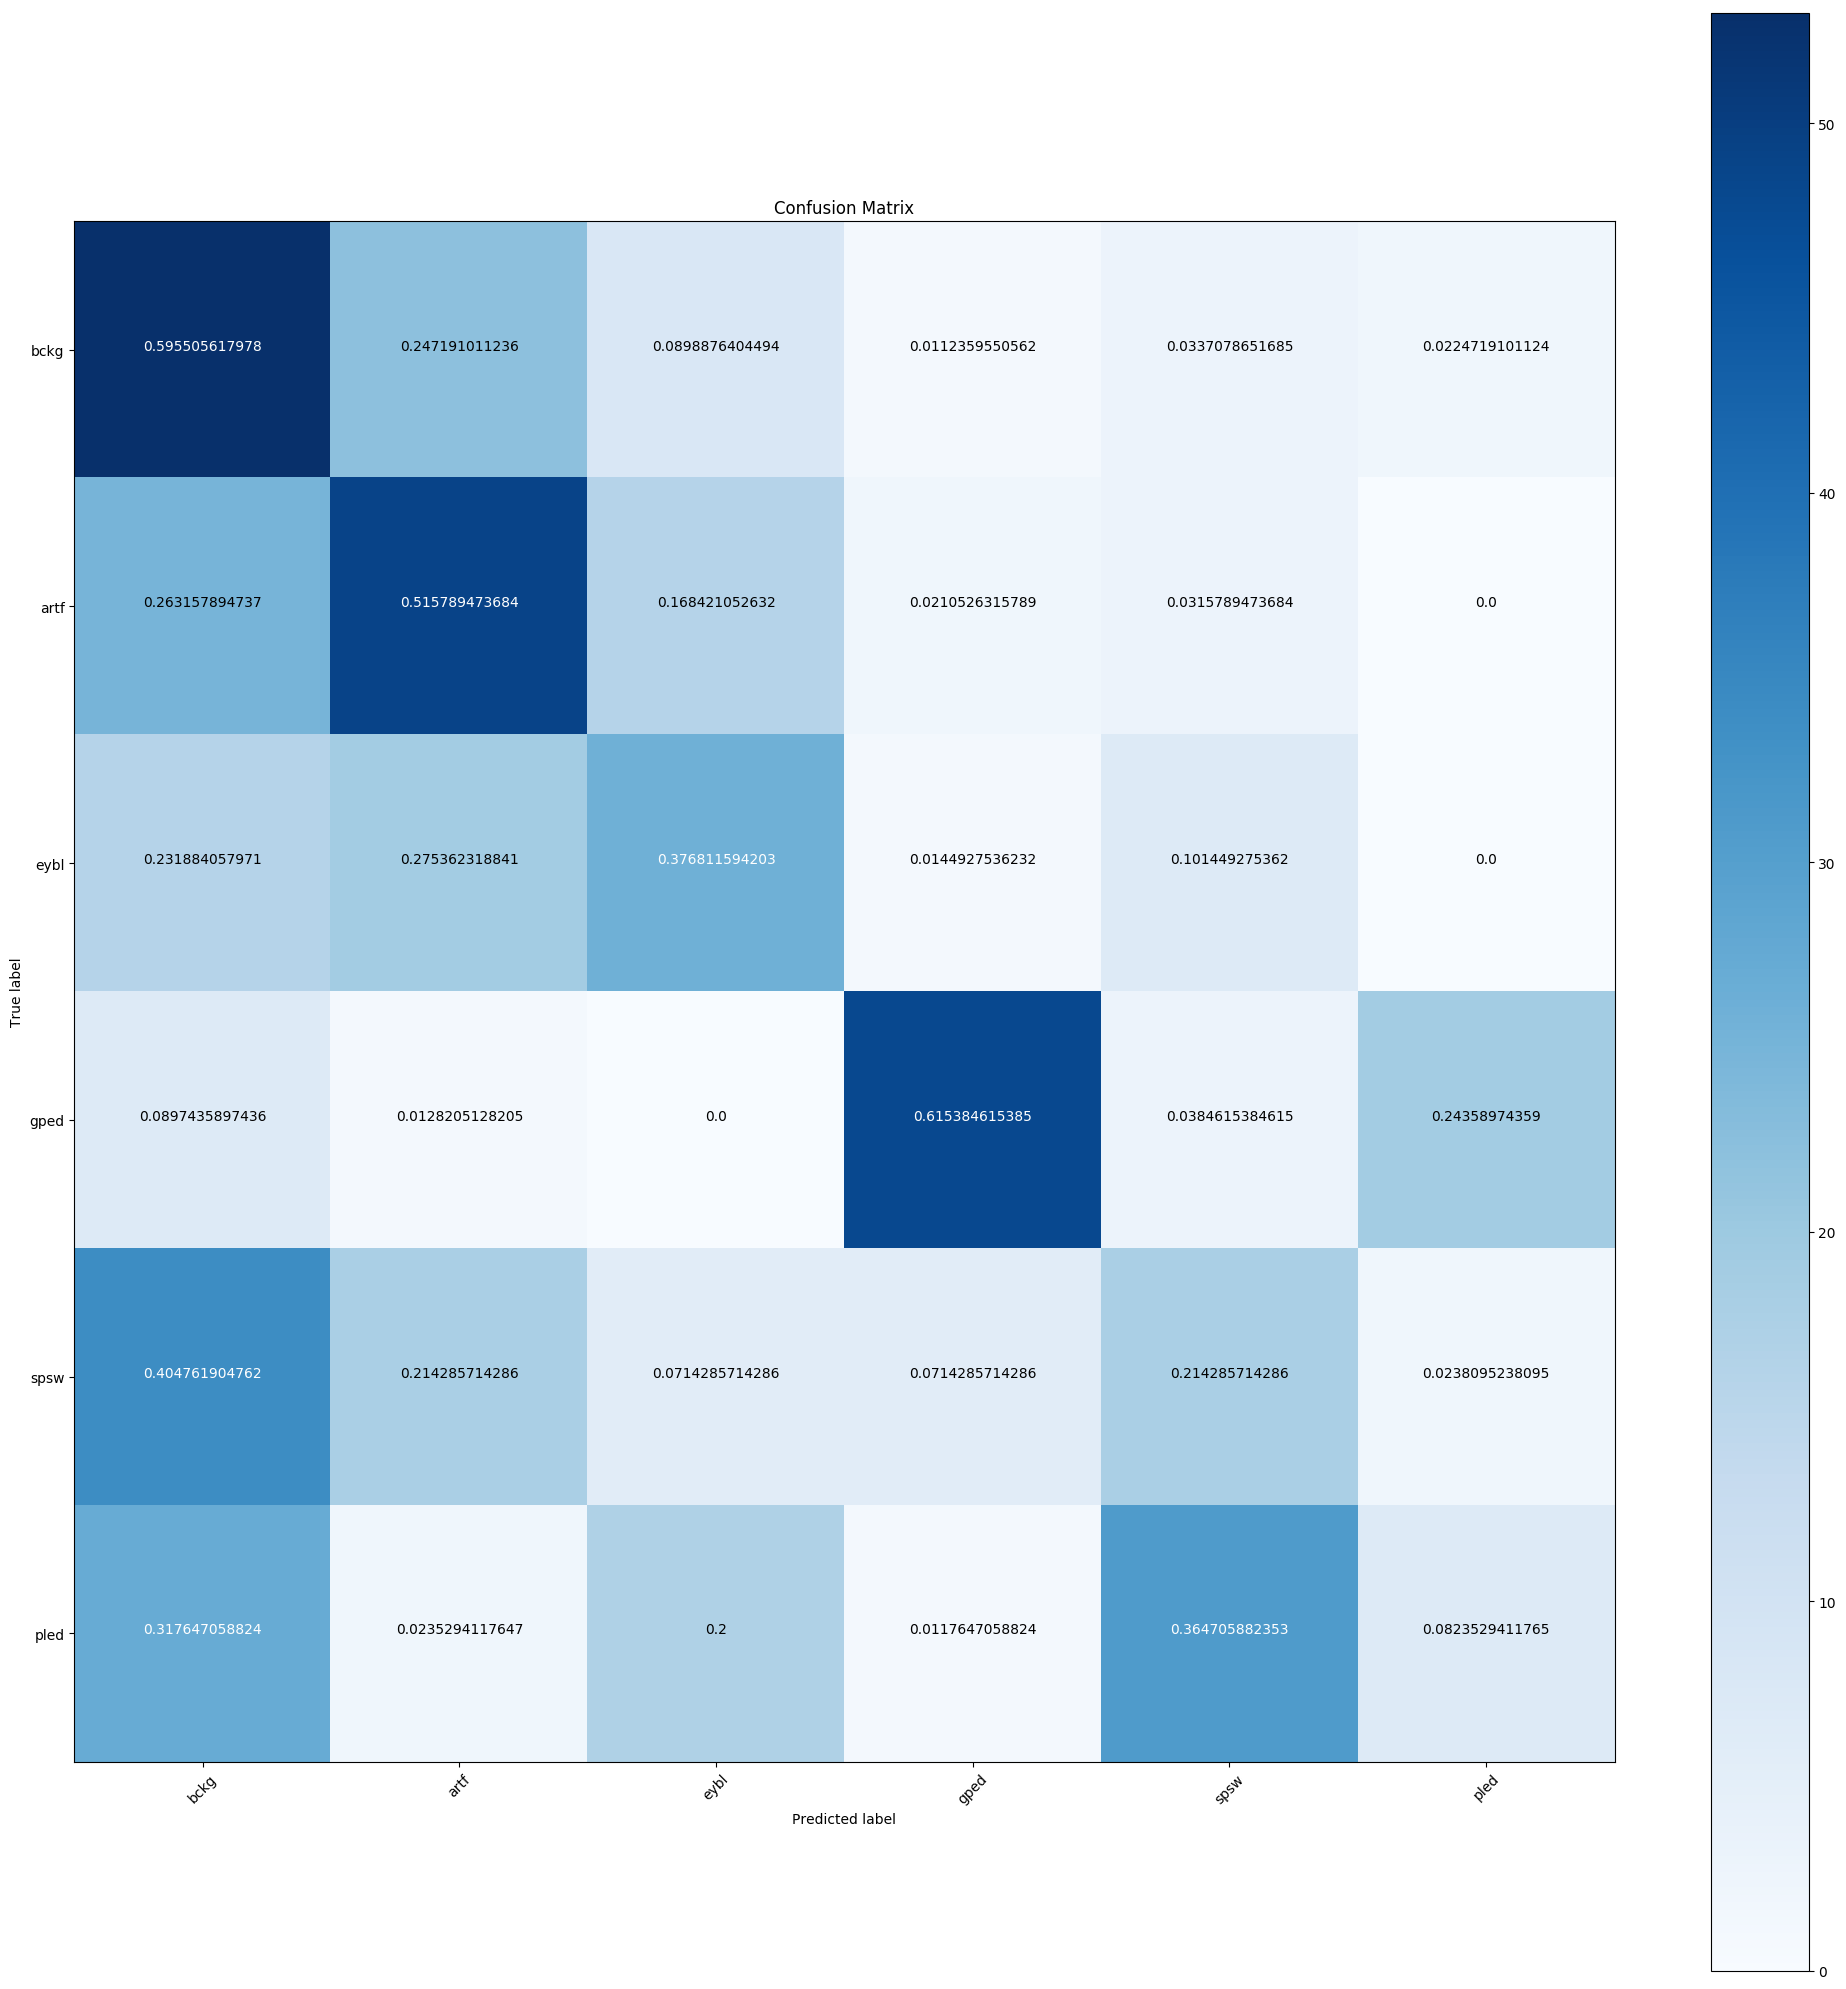 Confusion Matrix
bckg 0.595505617978 0.247191011236 0.0898876404494 0.0112359550562 0.0337078651685 0.0224719101124
artf 0.263157894737 0.515789473684 0.168421052632 0.0210526315789 0.0315789473684 0.0
eybl 0.231884057971 0.275362318841 0.376811594203 0.0144927536232 0.101449275362 0.0
gped 0.0897435897436 0.0128205128205 0.0 0.615384615385 0.0384615384615 0.24358974359
spsw 0.404761904762 0.214285714286 0.0714285714286 0.0714285714286 0.214285714286 0.0238095238095
pled 0.317647058824 0.0235294117647 0.2 0.0117647058824 0.364705882353 0.0823529411765
bckg artf eybl gped spsw pled
Predicted label
True label
50
40
30
20
10
0